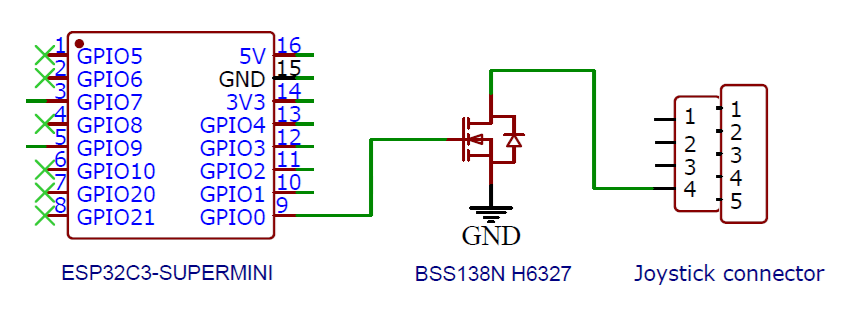 1 GPIO5 5V 16
2 GPIO6 GND 15
3 GPIO7 3V3 14
4 GPIO8 GPIO4 13
5 GPIO9 GPIO3 12
6 GPIO10 GPIO2 11
7 GPIO20 GPIO1 10
8 GPIO21 GPIO0 9
ESP32C3-SUPERMINI
GND
BSS138N H6327
1
2
3
4
1
2
3
4
5
Joystick connector